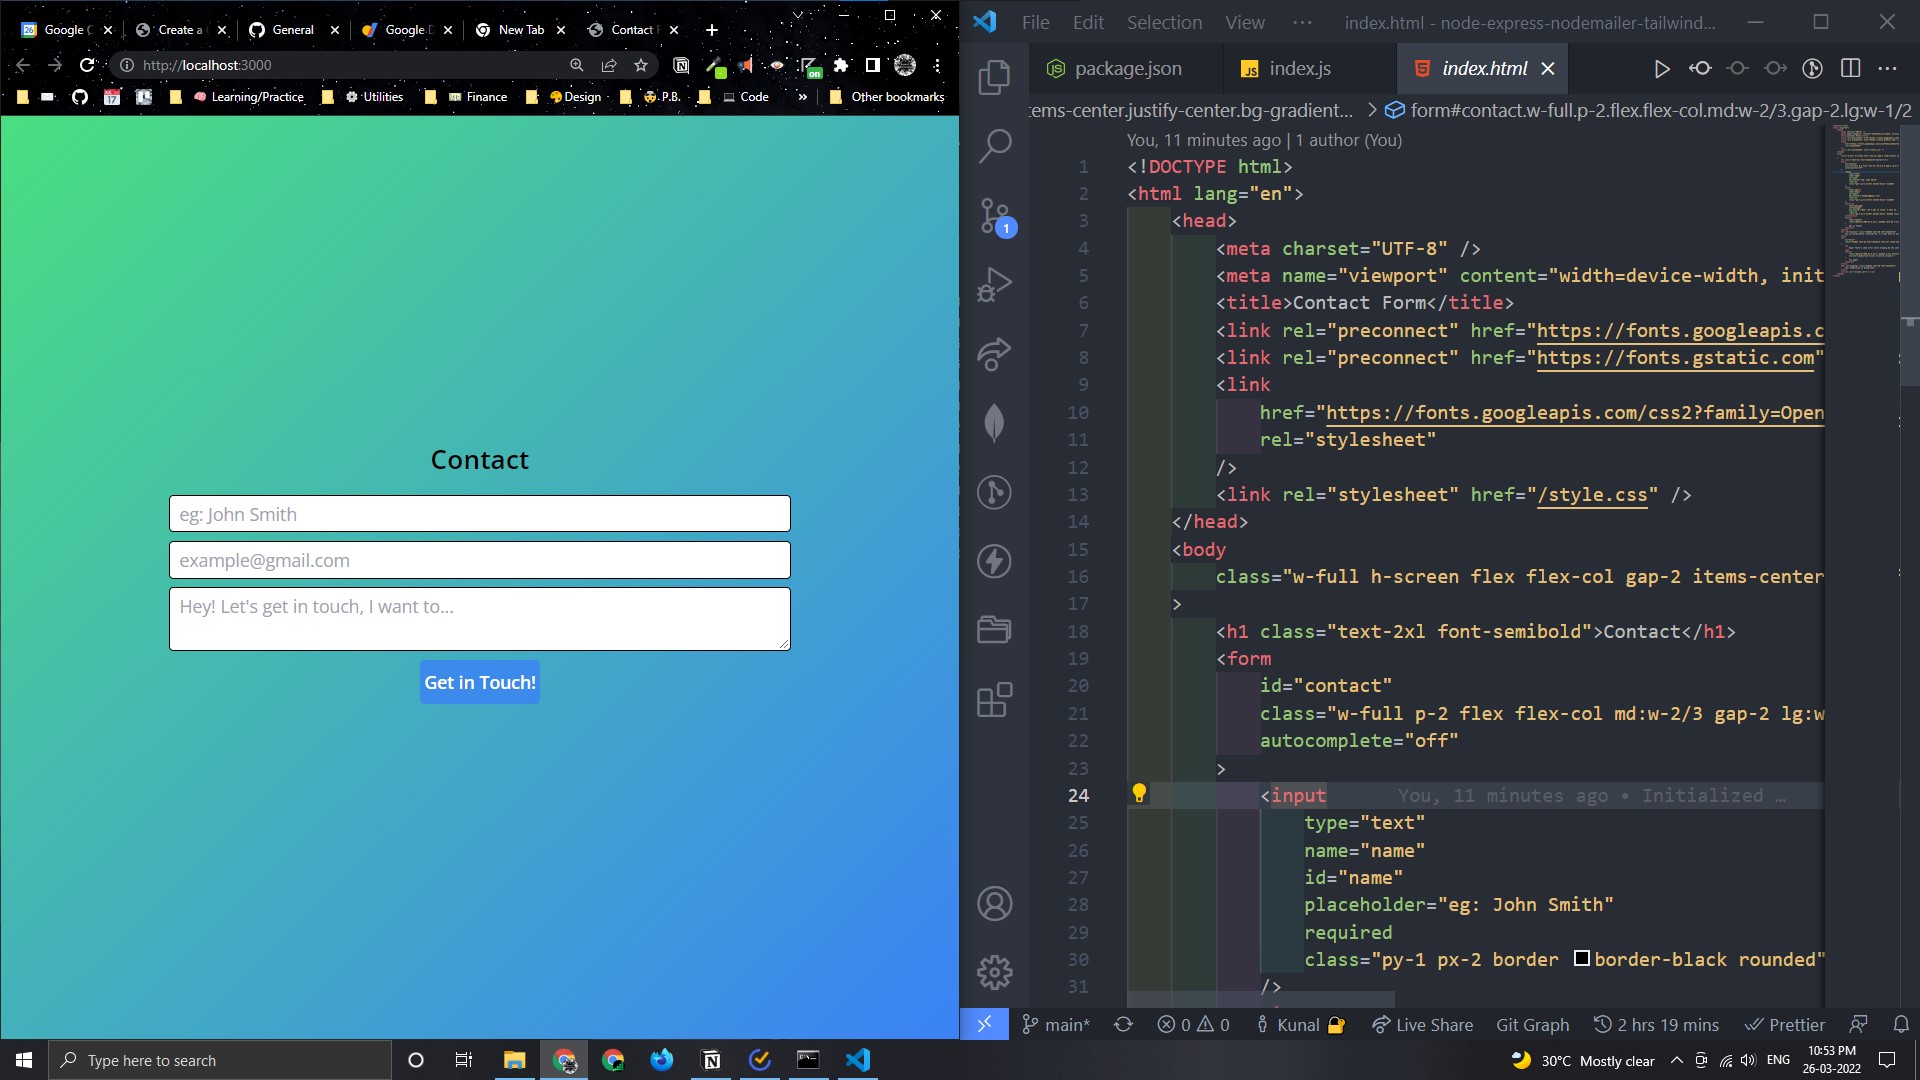 Google C
Create a
General
Google D
New Tab
Contact F
http://localhost:3000
on
17
Learning/Practice
Utilities
Finance
Design
P.B.
Code
»
Other bookmarks
Contact
eg: John Smith
example@gmail.com
Hey! Let's get in touch, I want to...
Get in Touch!
File Edit Selection View ···
index.html - node-express-nodemailer-tailwind...
package.json
JS index.js
index.html
items-center.justify-center.bg-gradient... > form#contact.w-full.p-2.flex.flex-col.md:w-2/3.gap-2.lg:w-1/2
You, 11 minutes ago | 1 author (You)
1 <!DOCTYPE html>
2 <html lang="en">
3 <head>
4 <meta charset="UTF-8" />
5 <meta name="viewport" content="width=device-width, init
6 <title>Contact Form</title>
7 <link rel="preconnect" href="https://fonts.googleapis.c
8 <link rel="preconnect" href="https://fonts.gstatic.com"
9 <link
10 href="https://fonts.googleapis.com/css2?family=Open
11 rel="stylesheet"
12 />
13 <link rel="stylesheet" href="/style.css" />
14 </head>
15 <body
16 class="w-full h-screen flex flex-col gap-2 items-center
17 >
18 <h1 class="text-2xl font-semibold">Contact</h1>
19 <form
20 id="contact"
21 class="w-full p-2 flex flex-col md:w-2/3 gap-2 lg:w
22 autocomplete="off"
23 >
24 <input You, 11 minutes ago • Initialized …
25 type="text"
26 name="name"
27 id="name"
28 placeholder="eg: John Smith"
29 required
30 class="py-1 px-2 border border-black rounded"
31 />
1
main* 0 0 Kunal Live Share Git Graph 2 hrs 19 mins Prettier
Type here to search
30°C Mostly clear
ENG
10:53 PM
26-03-2022